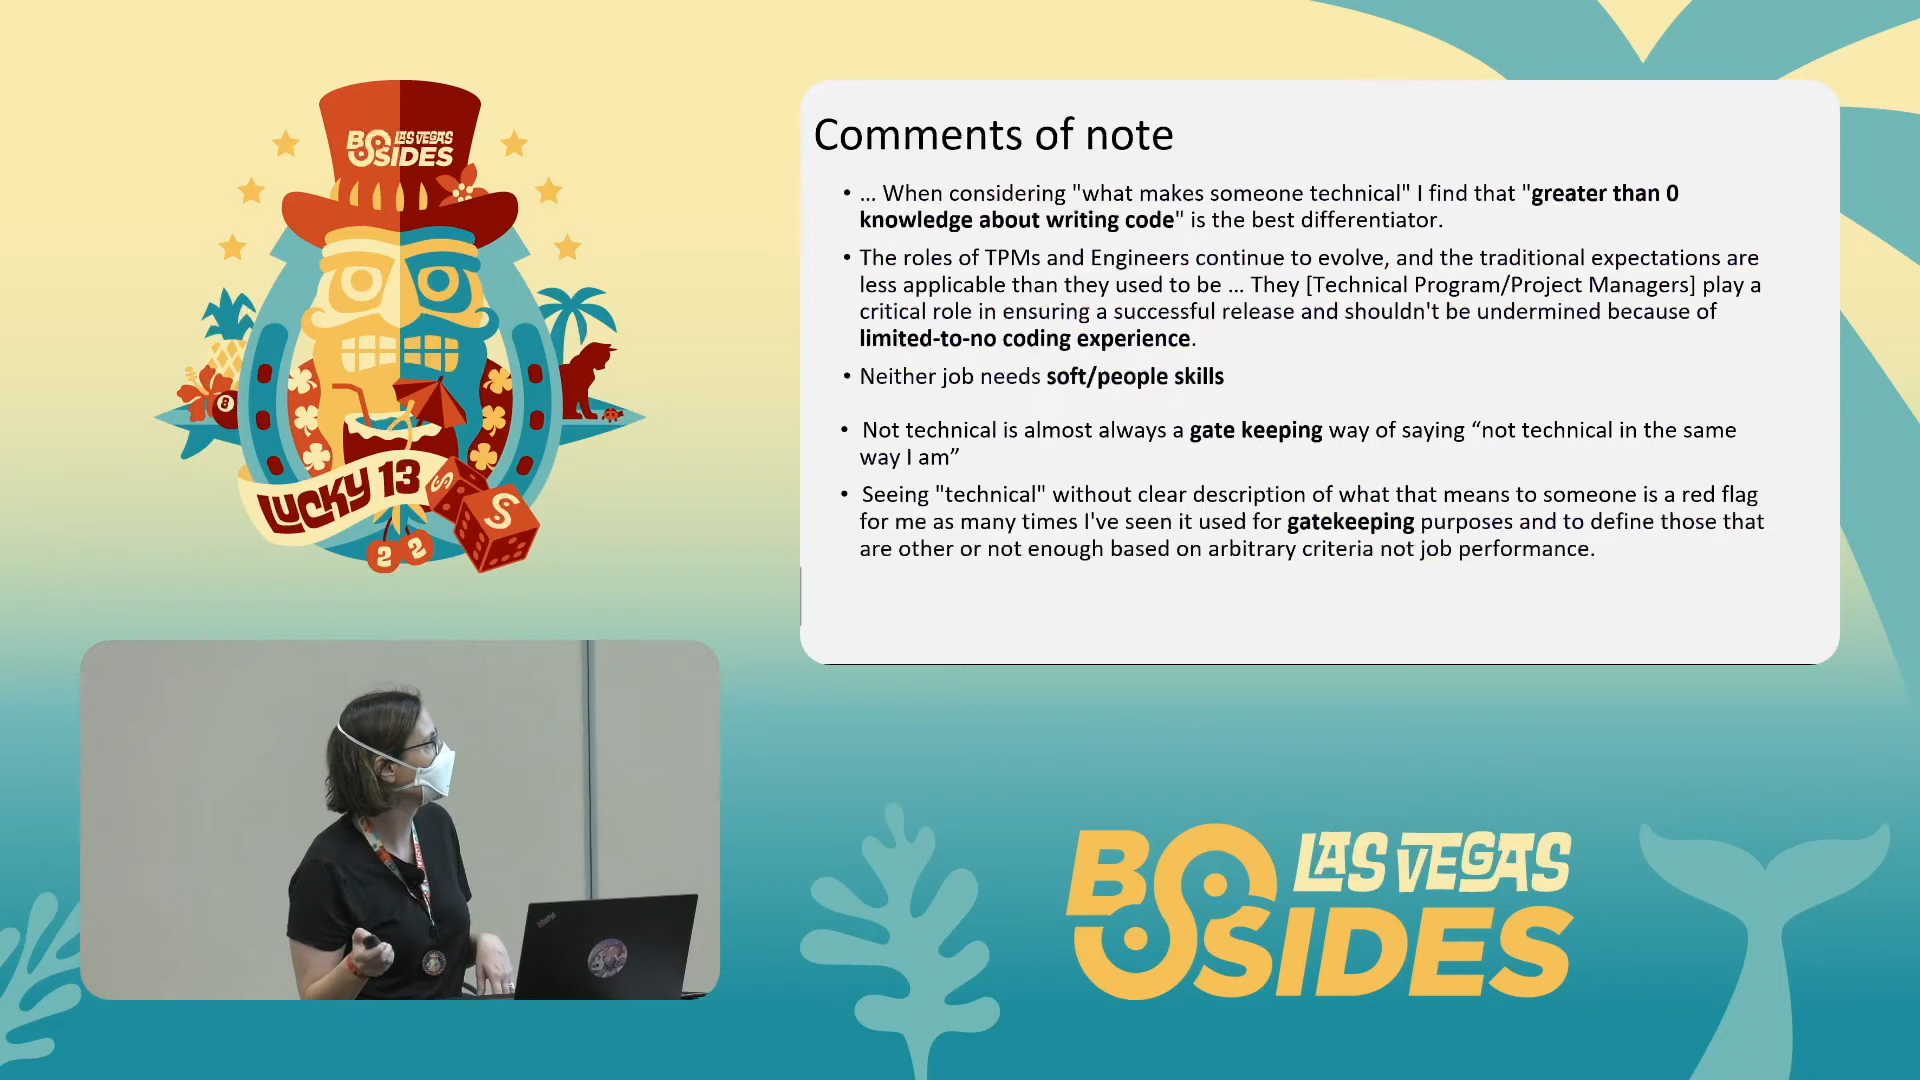 BSIDES LAS VEGAS
8
LUCKY 13
S
S
22
Comments of note
• … When considering "what makes someone technical" I find that "greater than 0
knowledge about writing code" is the best differentiator.
• The roles of TPMs and Engineers continue to evolve, and the traditional expectations are
less applicable than they used to be … They [Technical Program/Project Managers] play a
critical role in ensuring a successful release and shouldn't be undermined because of
limited-to-no coding experience.
• Neither job needs soft/people skills
• Not technical is almost always a gate keeping way of saying “not technical in the same
way I am”
• Seeing "technical" without clear description of what that means to someone is a red flag
for me as many times I've seen it used for gatekeeping purposes and to define those that
are other or not enough based on arbitrary criteria not job performance.
ThinkPad
BSIDES LAS VEGAS